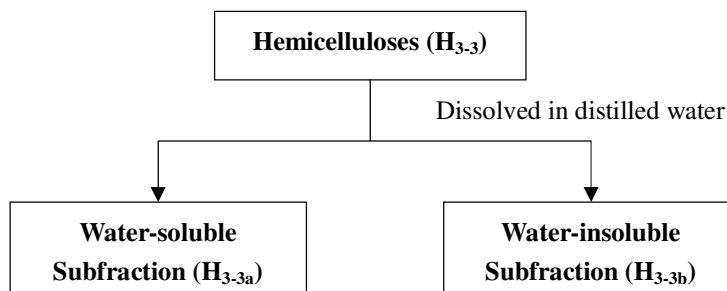 Hemicelluloses (H3-3)
Dissolved in distilled water
Water-soluble
Subfraction (H3-3a)
Water-insoluble
Subfraction (H3-3b)